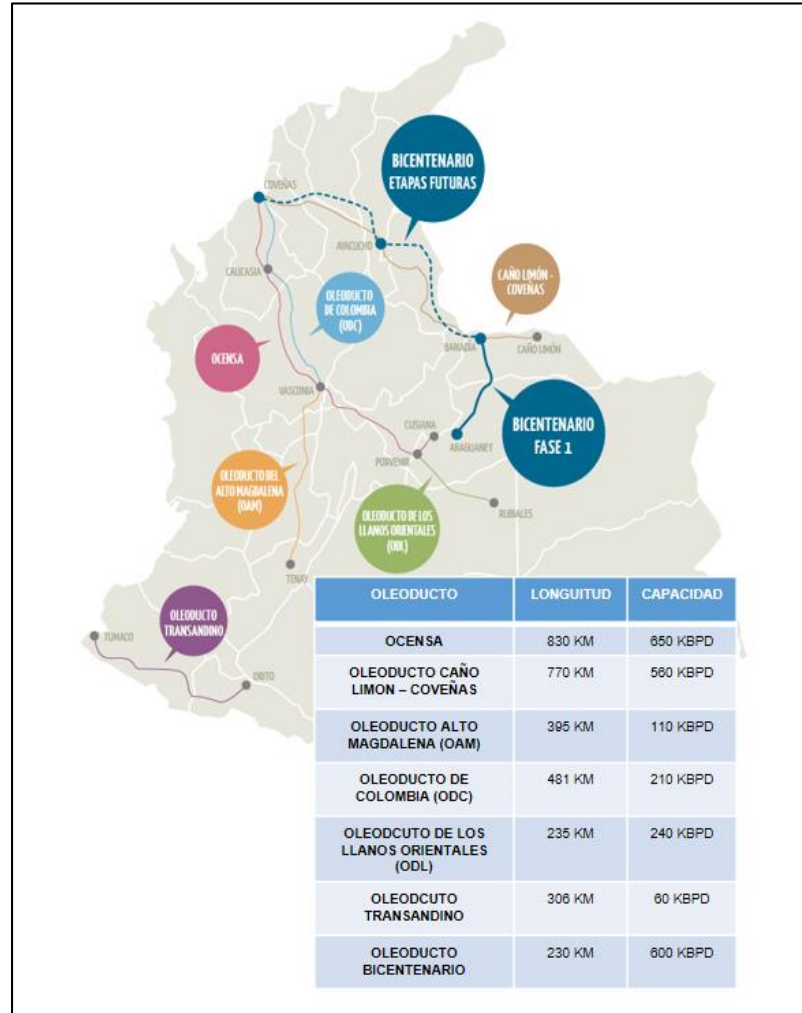 BICENTENARIO
ETAPAS FUTURAS
COVEÑAS
AYACUCHO
CAÑO LIMÓN -
COVEÑAS
CAUCASIA
OLEODUCTO
DE COLOMBIA
(ODC)
OCENSA
BANADÍA
CAÑO LIMÓN
VASCONIA
CUSIANA
ARAGUANEY
BICENTENARIO
FASE 1
PORVENIR
OLEODUCTO DEL
ALTO MAGDALENA
(OAM)
OLEODUCTO DE LOS
LLANOS ORIENTALES
(ODL)
RUBIALES
TENAY
OLEODUCTO
TRANSANDINO
TUMACO
ORITO
OLEODUCTO LONGUITUD CAPACIDAD
OCENSA 830 KM 650 KBPD
OLEODUCTO CAÑO 770 KM 560 KBPD
LIMON – COVEÑAS
OLEODUCTO ALTO 395 KM 110 KBPD
MAGDALENA (OAM)
OLEODUCTO DE 481 KM 210 KBPD
COLOMBIA (ODC)
OLEODCUTO DE LOS 235 KM 240 KBPD
LLANOS ORIENTALES
(ODL)
OLEODCUTO 306 KM 60 KBPD
TRANSANDINO
OLEODUCTO 230 KM 600 KBPD
BICENTENARIO